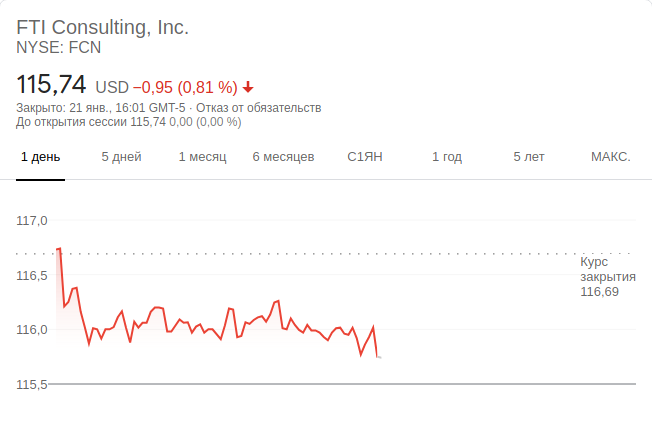 FTI Consulting, Inc.
NYSE: FCN
115,74 USD −0,95 (0,81 %)
Закрыто: 21 янв., 16:01 GMT-5 · Отказ от обязательств
До открытия сессии 115,74 0,00 (0,00 %)
1 день 5 дней 1 месяц 6 месяцев С1ЯН 1 год 5 лет МАКС.
117,0
Курс
закрытия
116,69
116,5
116,0
115,5